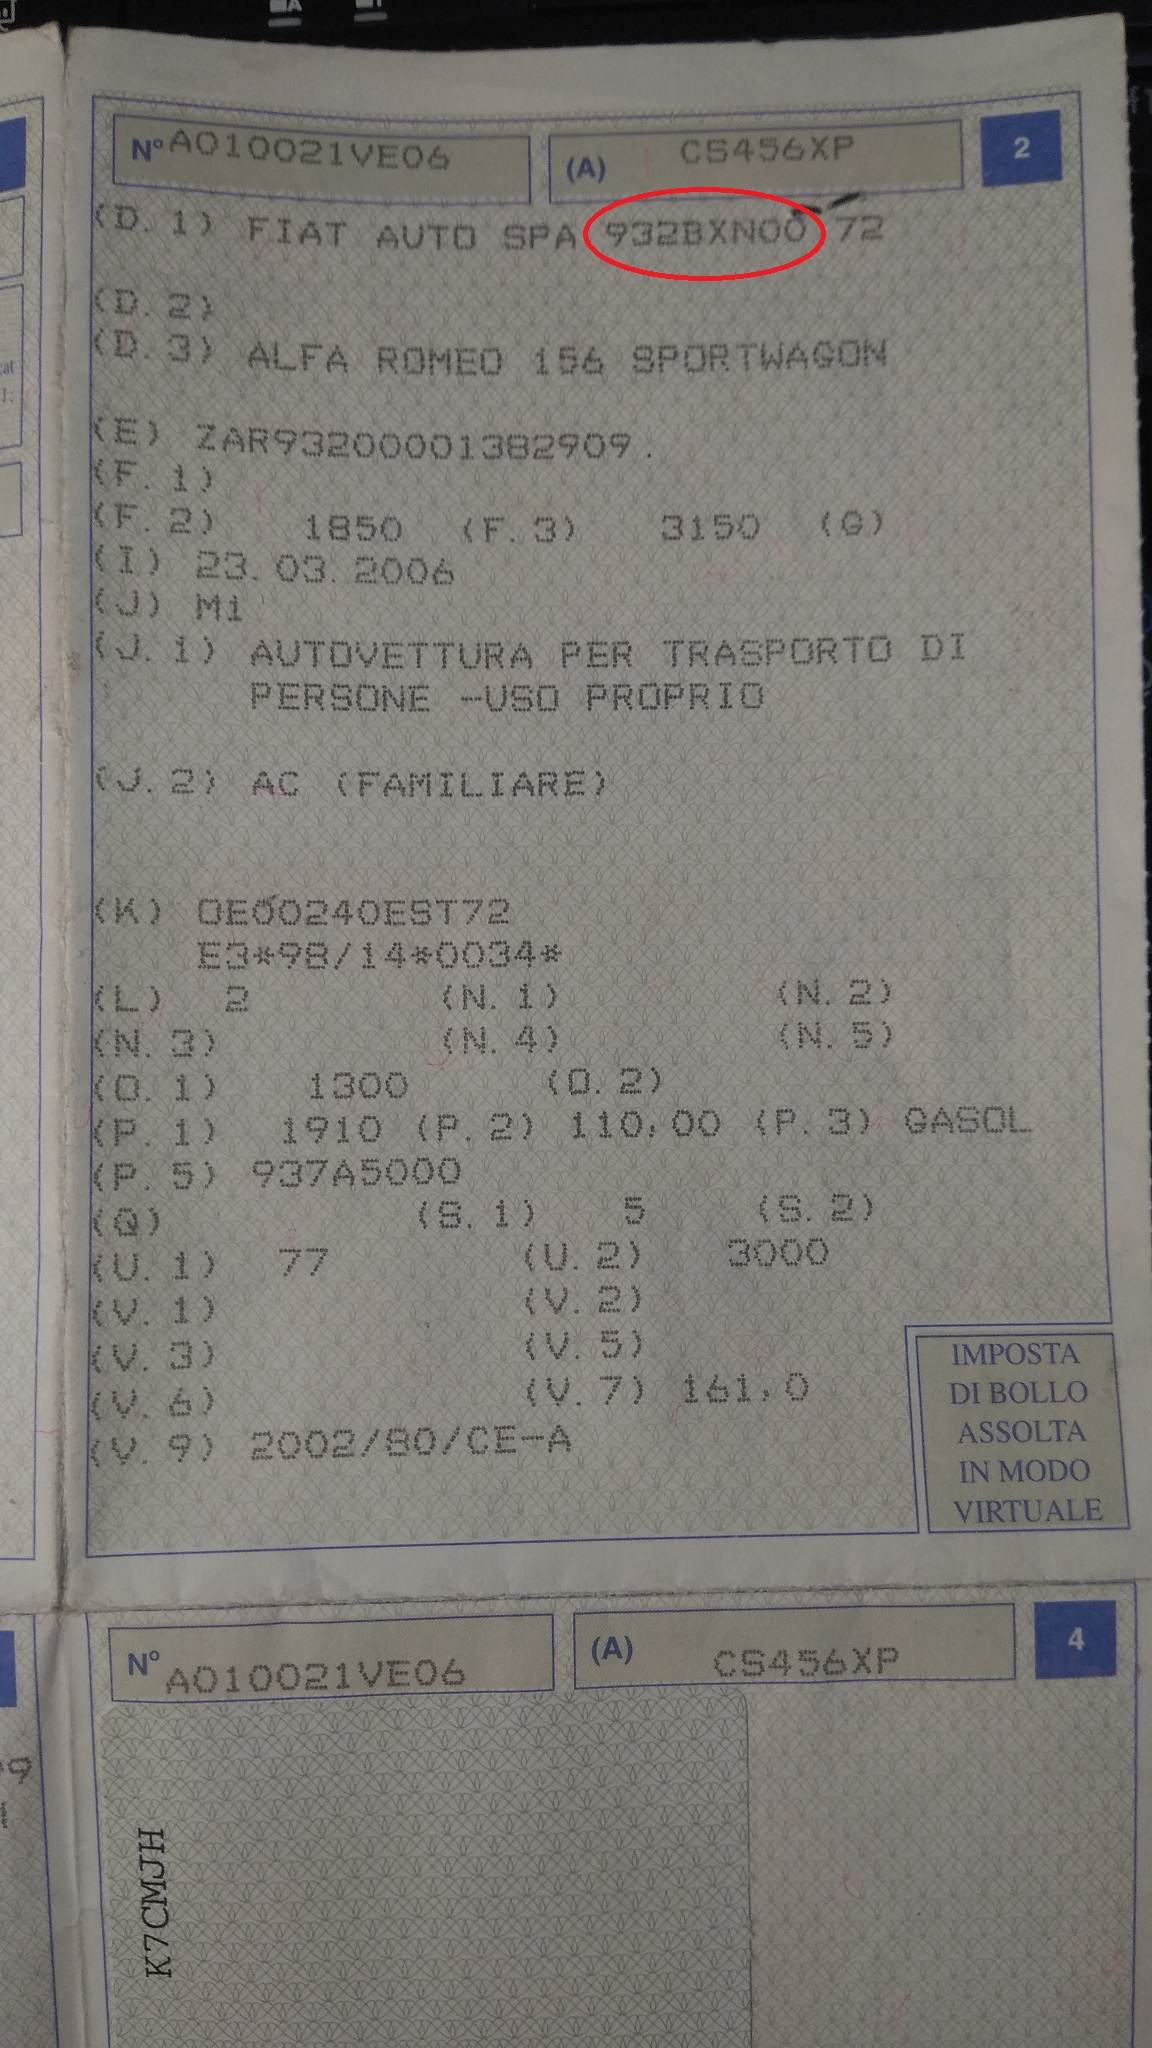 N° A010021VE06 (A) CS456XP 2
(D. 1) FIAT AUTO SPA 932BXN00 72
(D. 2)
(D. 3) ALFA ROMEO 156 SPORTWAGON
(E) ZAR93200001382909.
(F. 1)
(F. 2) 1850 (F. 3) 3150 (G)
(I) 23. 03. 2006
(J) M1
(J. 1) AUTOVETTURA PER TRASPORTO DI
PERSONE -USO PROPRIO
(J. 2) AC (FAMILIARE)
(K) OE00240EST72
E3*98/14*0034*
(L) 2 (N. 1) (N. 2)
(N. 3) (N. 4) (N. 5)
(O. 1) 1300 (O. 2)
(P. 1) 1910 (P. 2) 110,00 (P. 3) GASOL
(P. 5) 937A5000
(Q) (S. 1) 5 (S. 2)
(U. 1) 77 (U. 2) 3000
(V. 1) (V. 2)
(V. 3) (V. 5)
(V. 6) (V. 7) 161,0
(V. 9) 2002/80/CE-A
IMPOSTA
DI BOLLO
ASSOLTA
IN MODO
VIRTUALE
N° A010021VE06 (A) CS456XP 4
K7CMJH